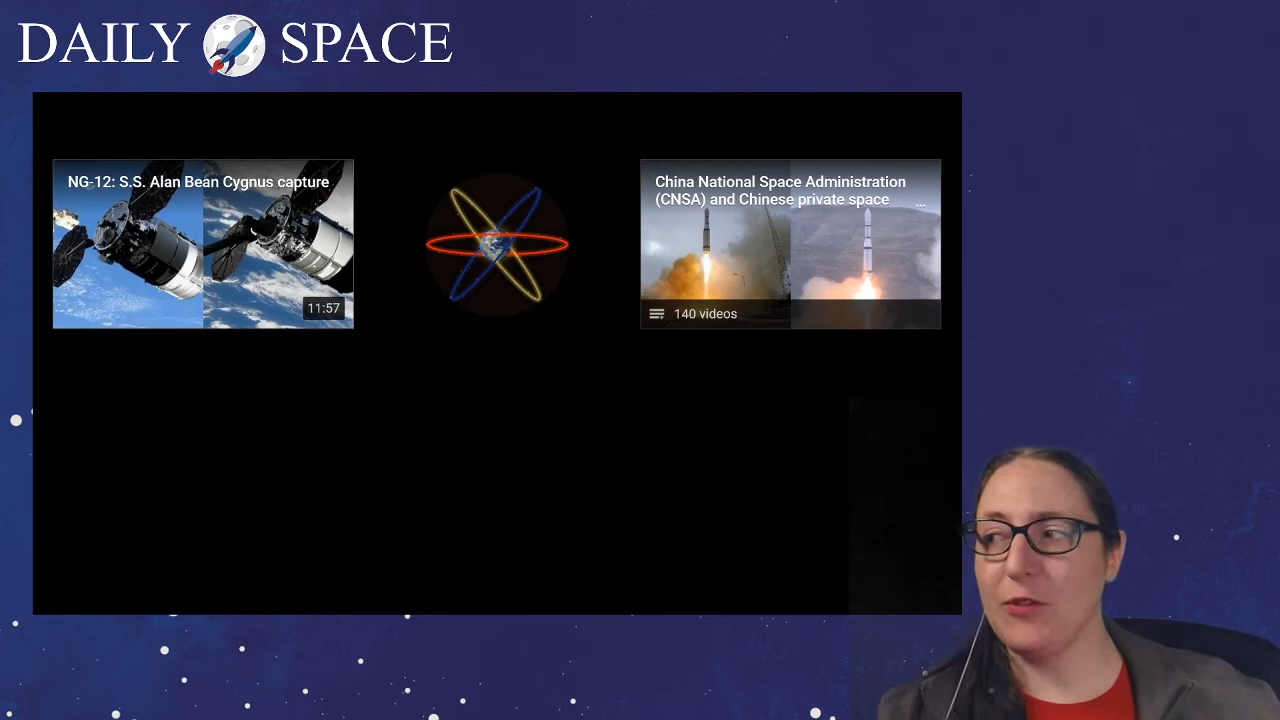 DAILY SPACE
NG-12: S.S. Alan Bean Cygnus capture
11:57
China National Space Administration
(CNSA) and Chinese private space ...
140 videos